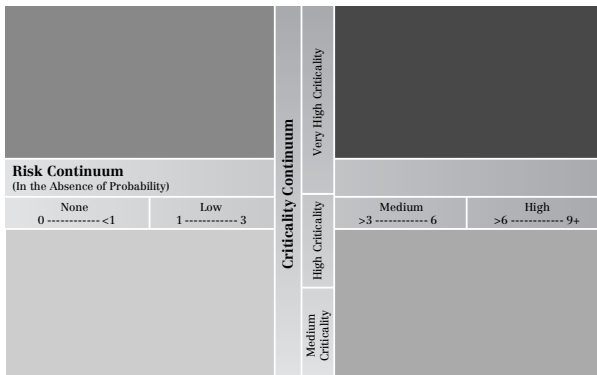 Risk Continuum
(In the Absence of Probability)
None
0 ------------ <1
Low
1 ------------ 3
Criticality Continuum
Very High Criticality
High Criticality
Medium
Criticality
Medium
>3 ------------ 6
High
>6 ------------ 9+